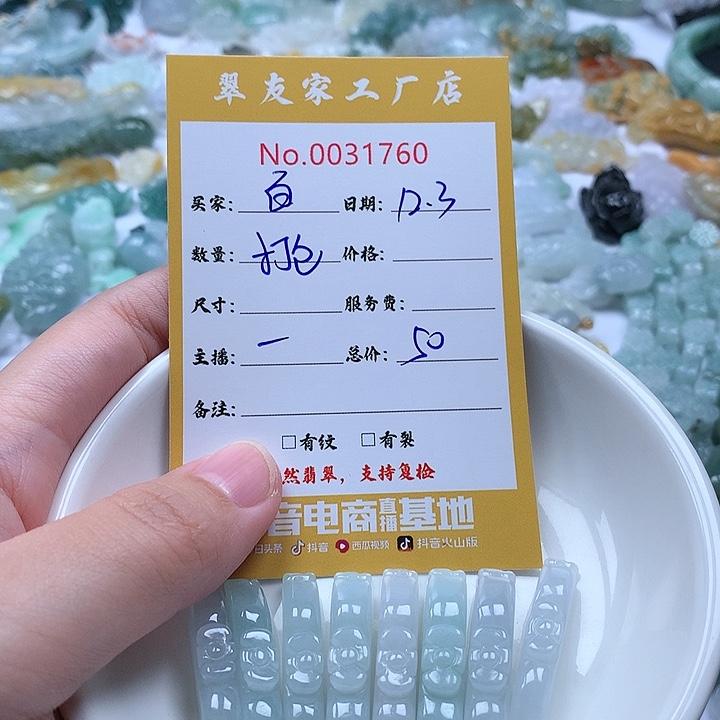 翠友家工厂店
No.0031760
买家: 百 日期: 12.3
数量: 打包 价格:
尺寸: 服务费:
主播: 一 总价: 50
备注:
□有纹 □有裂
然翡翠，支持复检
音电商直播基地
日头条 抖音 西瓜视频 抖音火山版